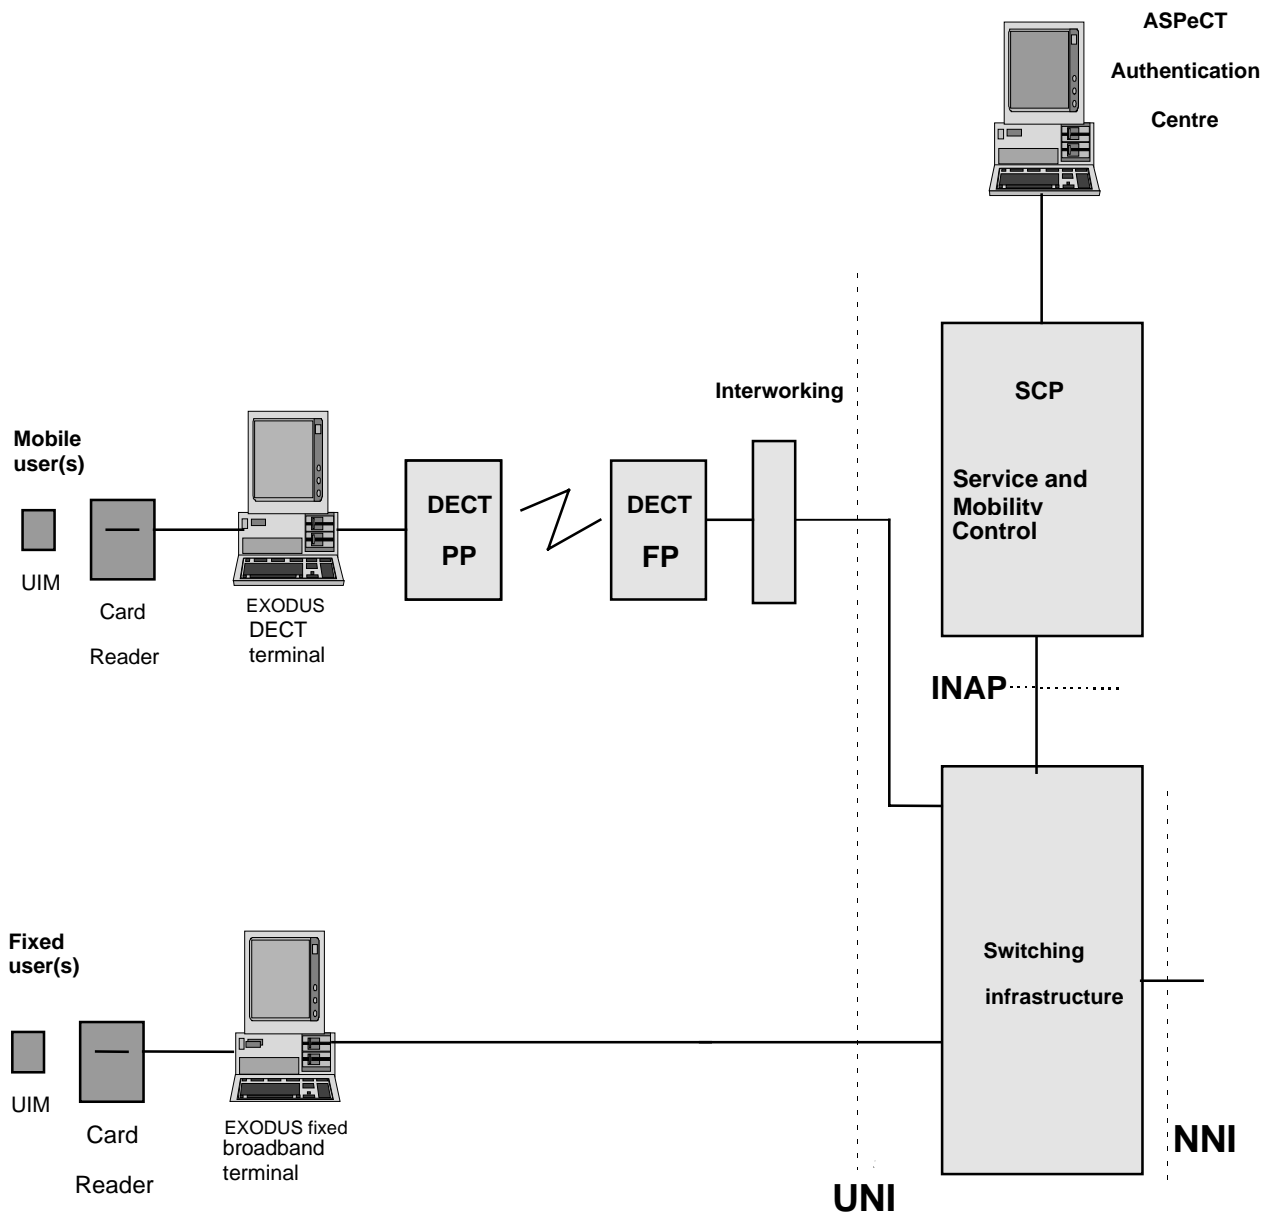 ASPeCT
Authentication
Centre
SCP
Service and
Mobility
Control
Interworking
Mobile
user(s)
UIM
Card
Reader
EXODUS
DECT
terminal
DECT
PP
DECT
FP
INAP
Switching
infrastructure
Fixed
user(s)
UIM
Card
Reader
EXODUS fixed
broadband
terminal
UNI
NNI